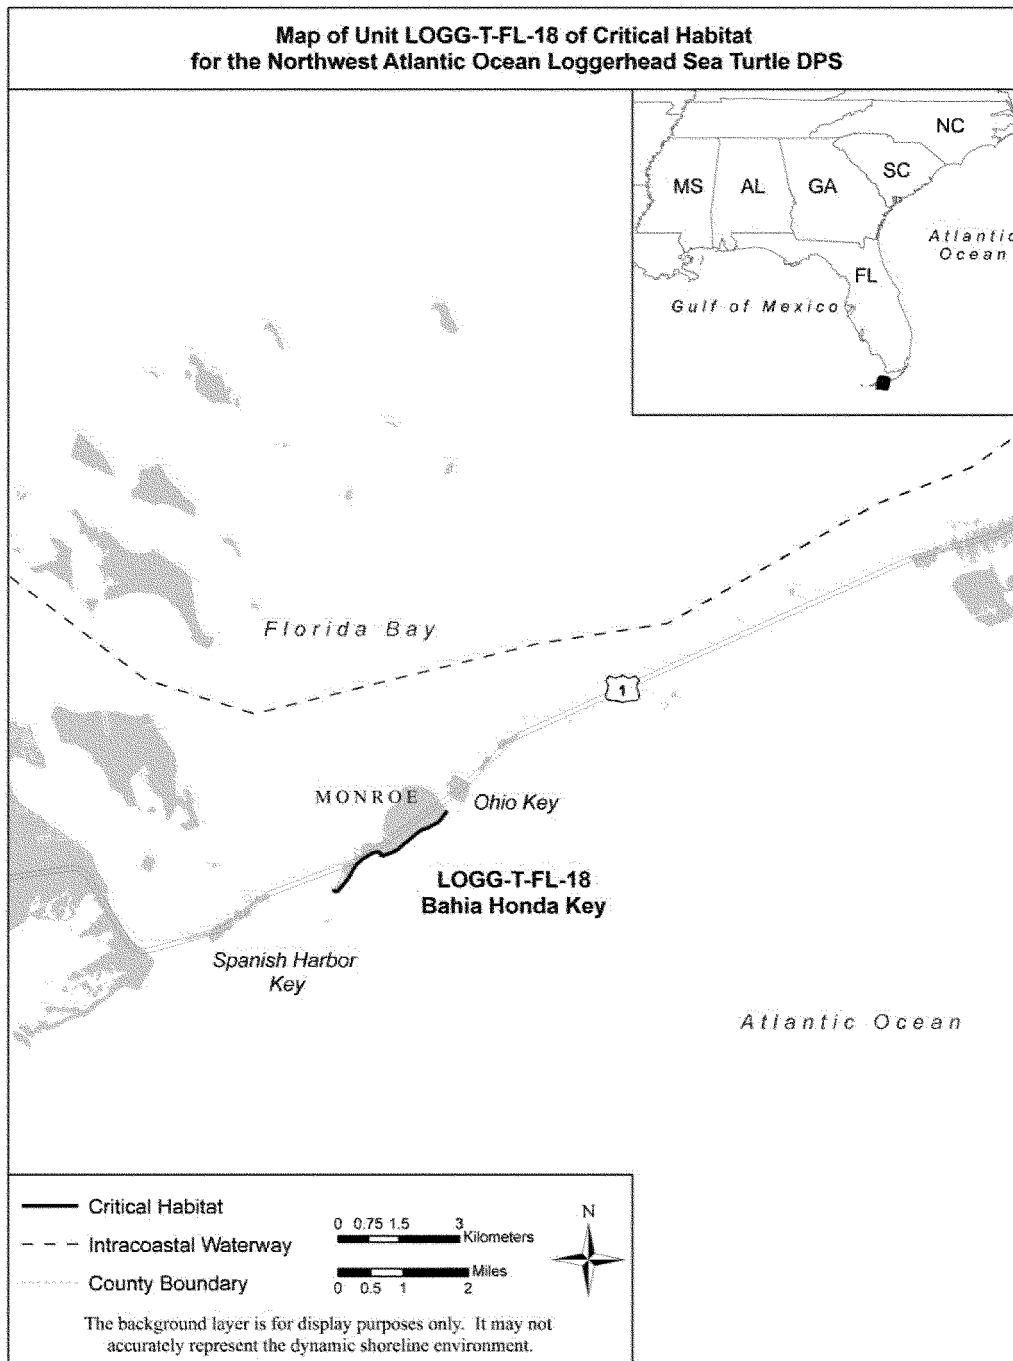 Map of Unit LOGG-T-FL-18 of Critical Habitat
for the Northwest Atlantic Ocean Loggerhead Sea Turtle DPS
NC
SC
MS
AL
GA
Atlantic
Ocean
FL
Gulf of Mexico
Florida Bay
1
MONROE
Ohio Key
LOGG-T-FL-18
Bahia Honda Key
Spanish Harbor
Key
Atlantic Ocean
Critical Habitat
Intracoastal Waterway
County Boundary
0 0.75 1.5 3
Kilometers
Miles
0 0.5 1 2
N
The background layer is for display purposes only. It may not
accurately represent the dynamic shoreline environment.